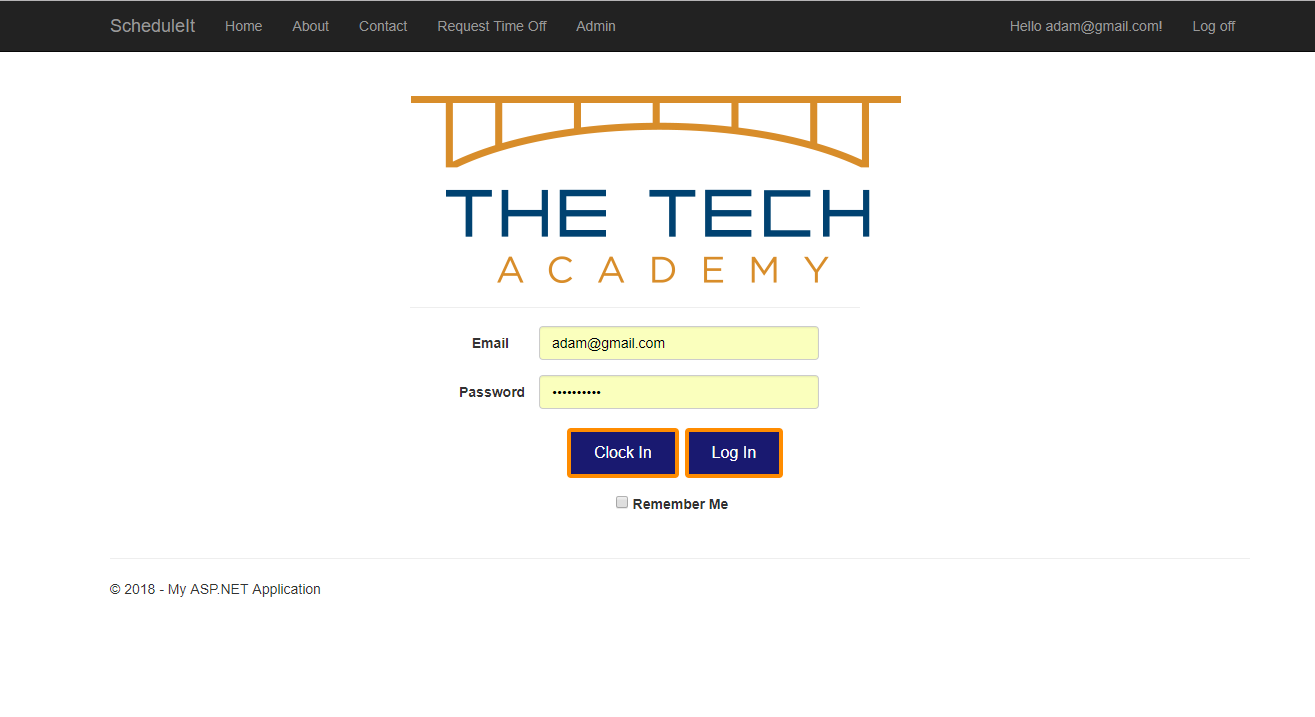 ScheduleIt Home About Contact Request Time Off Admin Hello adam@gmail.com! Log off
THE TECH
ACADEMY
Email adam@gmail.com
Password ••••••••••
Clock In Log In
Remember Me
© 2018 - My ASP.NET Application